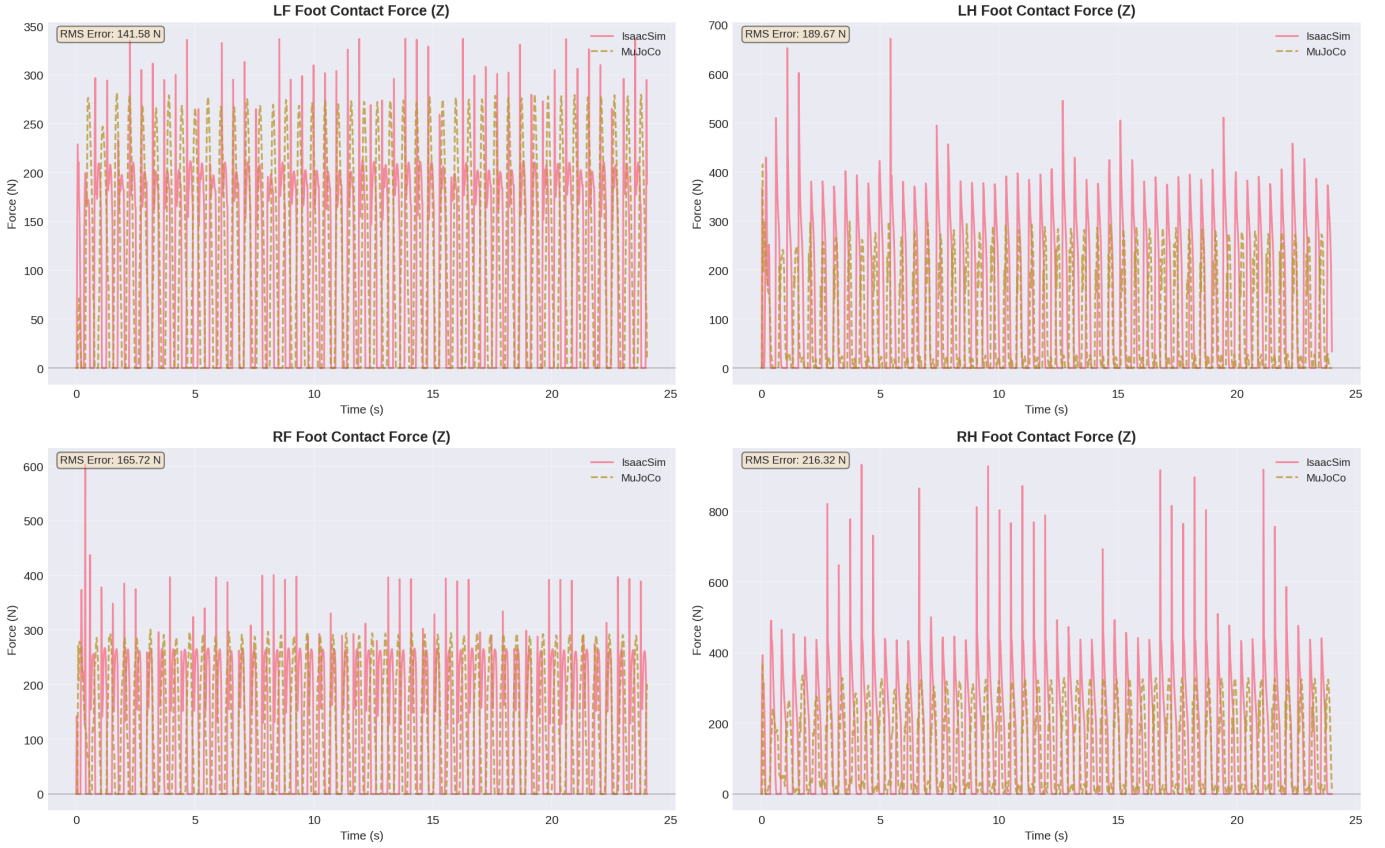 LF Foot Contact Force (Z)
RMS Error: 141.58 N
IsaacSim
MuJoCo
Force (N)
350
300
250
200
150
100
50
0
0 5 10 15 20 25
Time (s)
LH Foot Contact Force (Z)
RMS Error: 189.67 N
IsaacSim
MuJoCo
Force (N)
700
600
500
400
300
200
100
0
0 5 10 15 20 25
Time (s)
RF Foot Contact Force (Z)
RMS Error: 165.72 N
IsaacSim
MuJoCo
Force (N)
600
500
400
300
200
100
0
0 5 10 15 20 25
Time (s)
RH Foot Contact Force (Z)
RMS Error: 216.32 N
IsaacSim
MuJoCo
Force (N)
800
600
400
200
0
0 5 10 15 20 25
Time (s)